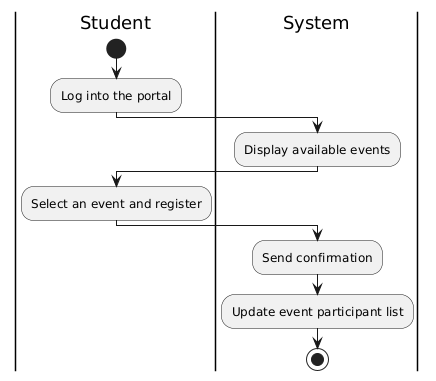 Student
System
Log into the portal
Display available events
Select an event and register
Send confirmation
Update event participant list